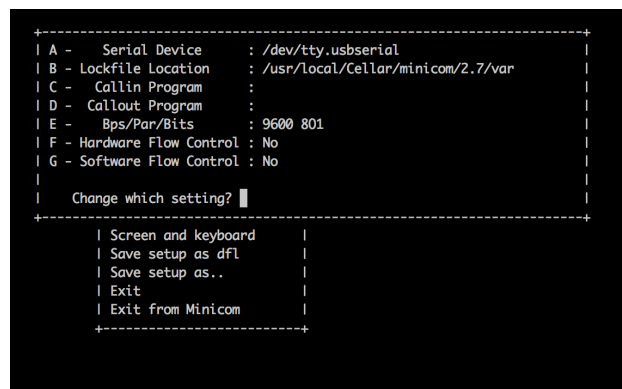 +-----------------------------------------------------------------------+
| A -    Serial Device      : /dev/tty.usbserial                         |
| B - Lockfile Location     : /usr/local/Cellar/minicom/2.7/var          |
| C -   Callin Program      :                                            |
| D -  Callout Program      :                                            |
| E -    Bps/Par/Bits       : 9600 8O1                                   |
| F - Hardware Flow Control : No                                         |
| G - Software Flow Control : No                                         |
|                                                                        |
|    Change which setting?                                               |
+-----------------------------------------------------------------------+
| Screen and keyboard      |
| Save setup as dfl        |
| Save setup as..          |
| Exit                     |
| Exit from Minicom        |
+--------------------------+